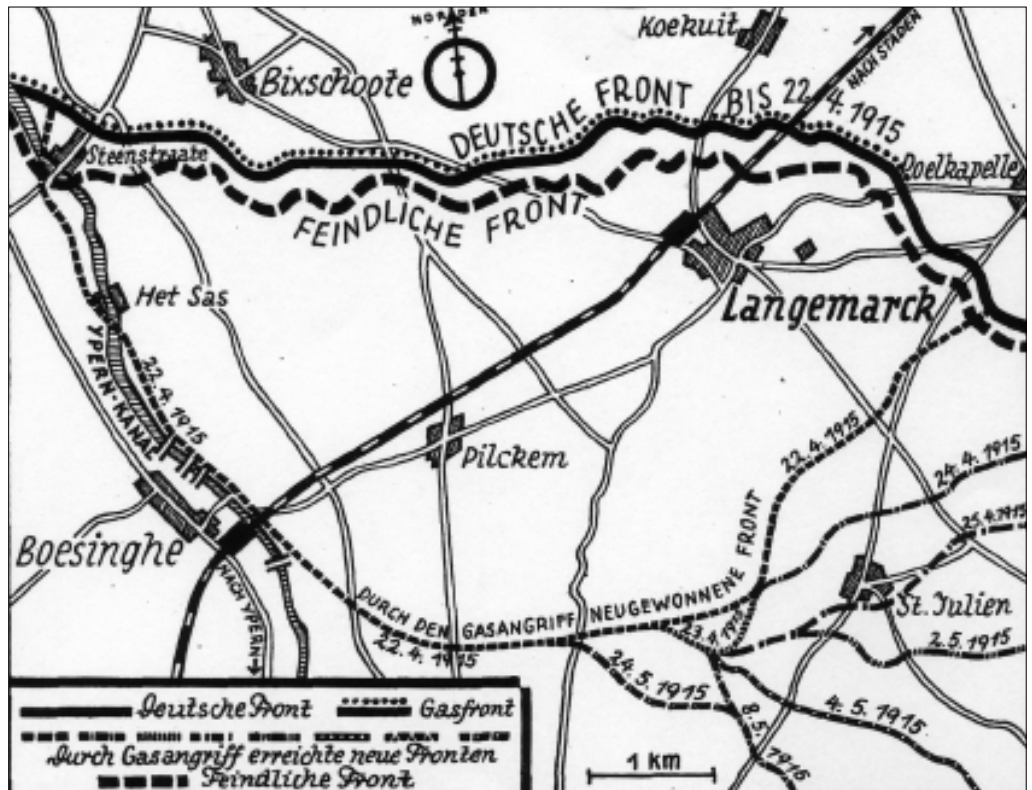 NORDEN
Koekuit
NACH STADEN
Bixschoote
DEUTSCHE FRONT BIS 22.4.1915
Steenstraate
Poelkapelle
FEINDLICHE FRONT
Langemarck
Het Sas
YPERN-KANAL
22.4.1915
Pilckem
22.4.1915
24.4.1915
25.4.1915
Boesinghe
NACH YPERN
DURCH DEN GASANGRIFF NEUGEWONNENE FRONT
22.4.1915
23.4.1915
St. Julien
2.5.1915
24.5.1915
4.5.1915
8.5.1915
Deutsche Front
Gasfront
Durch Gasangriff erreichte neue Fronten
Feindliche Front
1 km